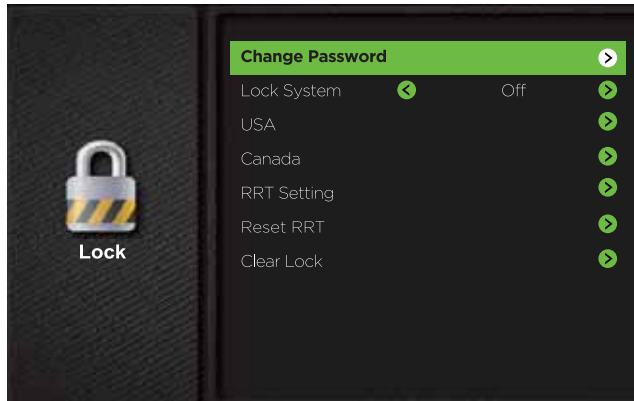 Lock
Change Password
Lock System Off
USA
Canada
RRT Setting
Reset RRT
Clear Lock